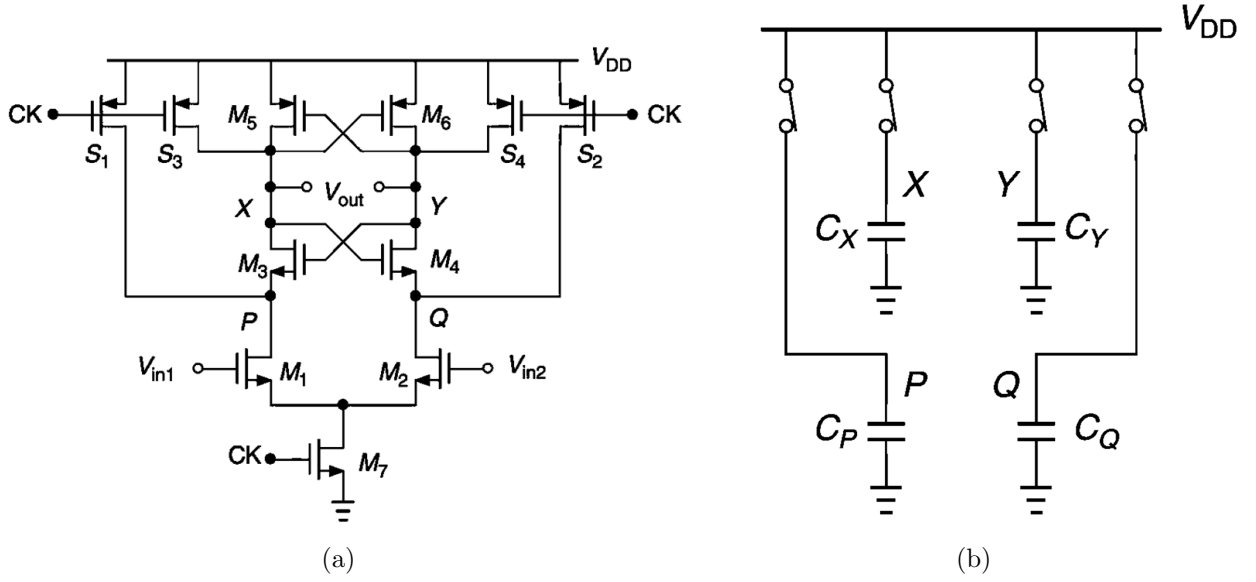 V_DD
V_DD
CK
M_5
M_6
CK
S_1
S_3
S_4
S_2
X
V_out
Y
X
Y
C_X
C_Y
M_3
M_4
P
Q
V_in1
M_1
M_2
V_in2
P
Q
C_P
C_Q
CK
M_7
(a)
(b)